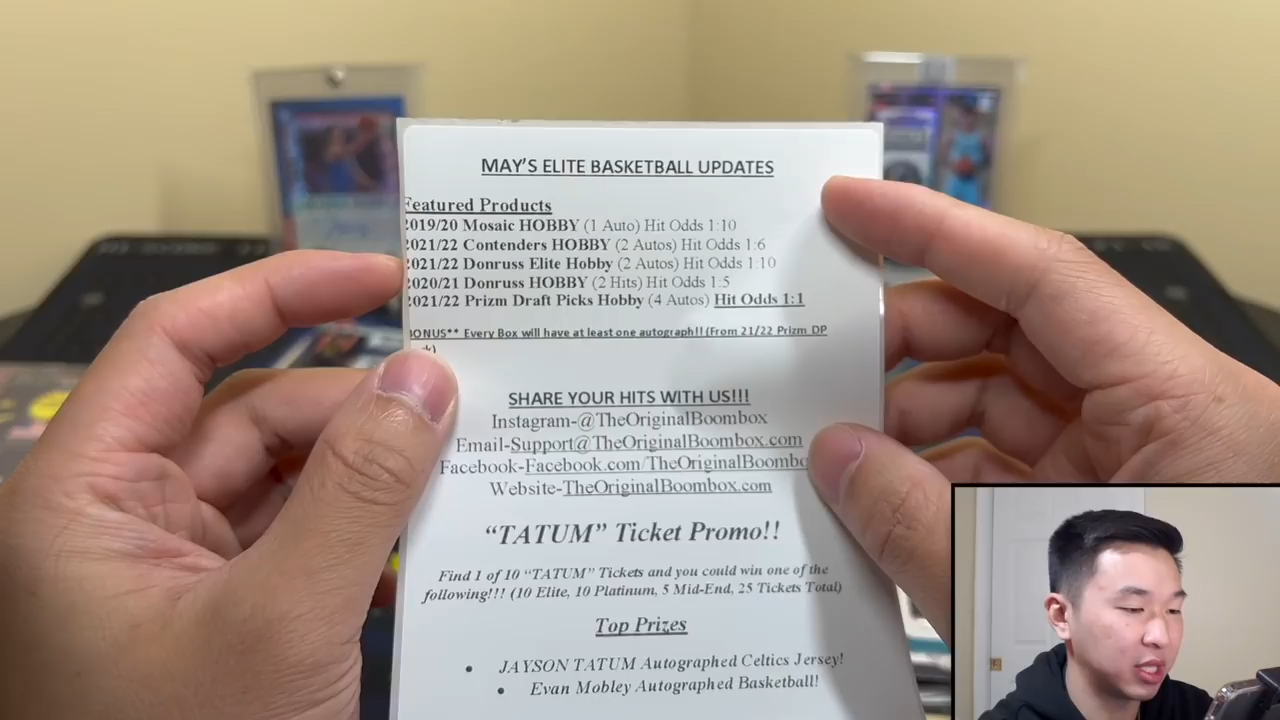 MAY'S ELITE BASKETBALL UPDATES
Featured Products
2019/20 Mosaic HOBBY (1 Auto) Hit Odds 1:10
2021/22 Contenders HOBBY (2 Autos) Hit Odds 1:6
2021/22 Donruss Elite Hobby (2 Autos) Hit Odds 1:10
2020/21 Donruss HOBBY (2 Hits) Hit Odds 1:5
2021/22 Prizm Draft Picks Hobby (4 Autos) Hit Odds 1:1
BONUS** Every Box will have at least one autograph!! (From 21/22 Prizm DP
SHARE YOUR HITS WITH US!!!
Instagram-@TheOriginalBoombox
Email-Support@TheOriginalBoombox.com
Facebook-Facebook.com/TheOriginalBoombo
Website-TheOriginalBoombox.com
"TATUM" Ticket Promo!!
Find 1 of 10 "TATUM" Tickets and you could win one of the
following!!! (10 Elite, 10 Platinum, 5 Mid-End, 25 Tickets Total)
Top Prizes
• JAYSON TATUM Autographed Celtics Jersey!
• Evan Mobley Autographed Basketball!